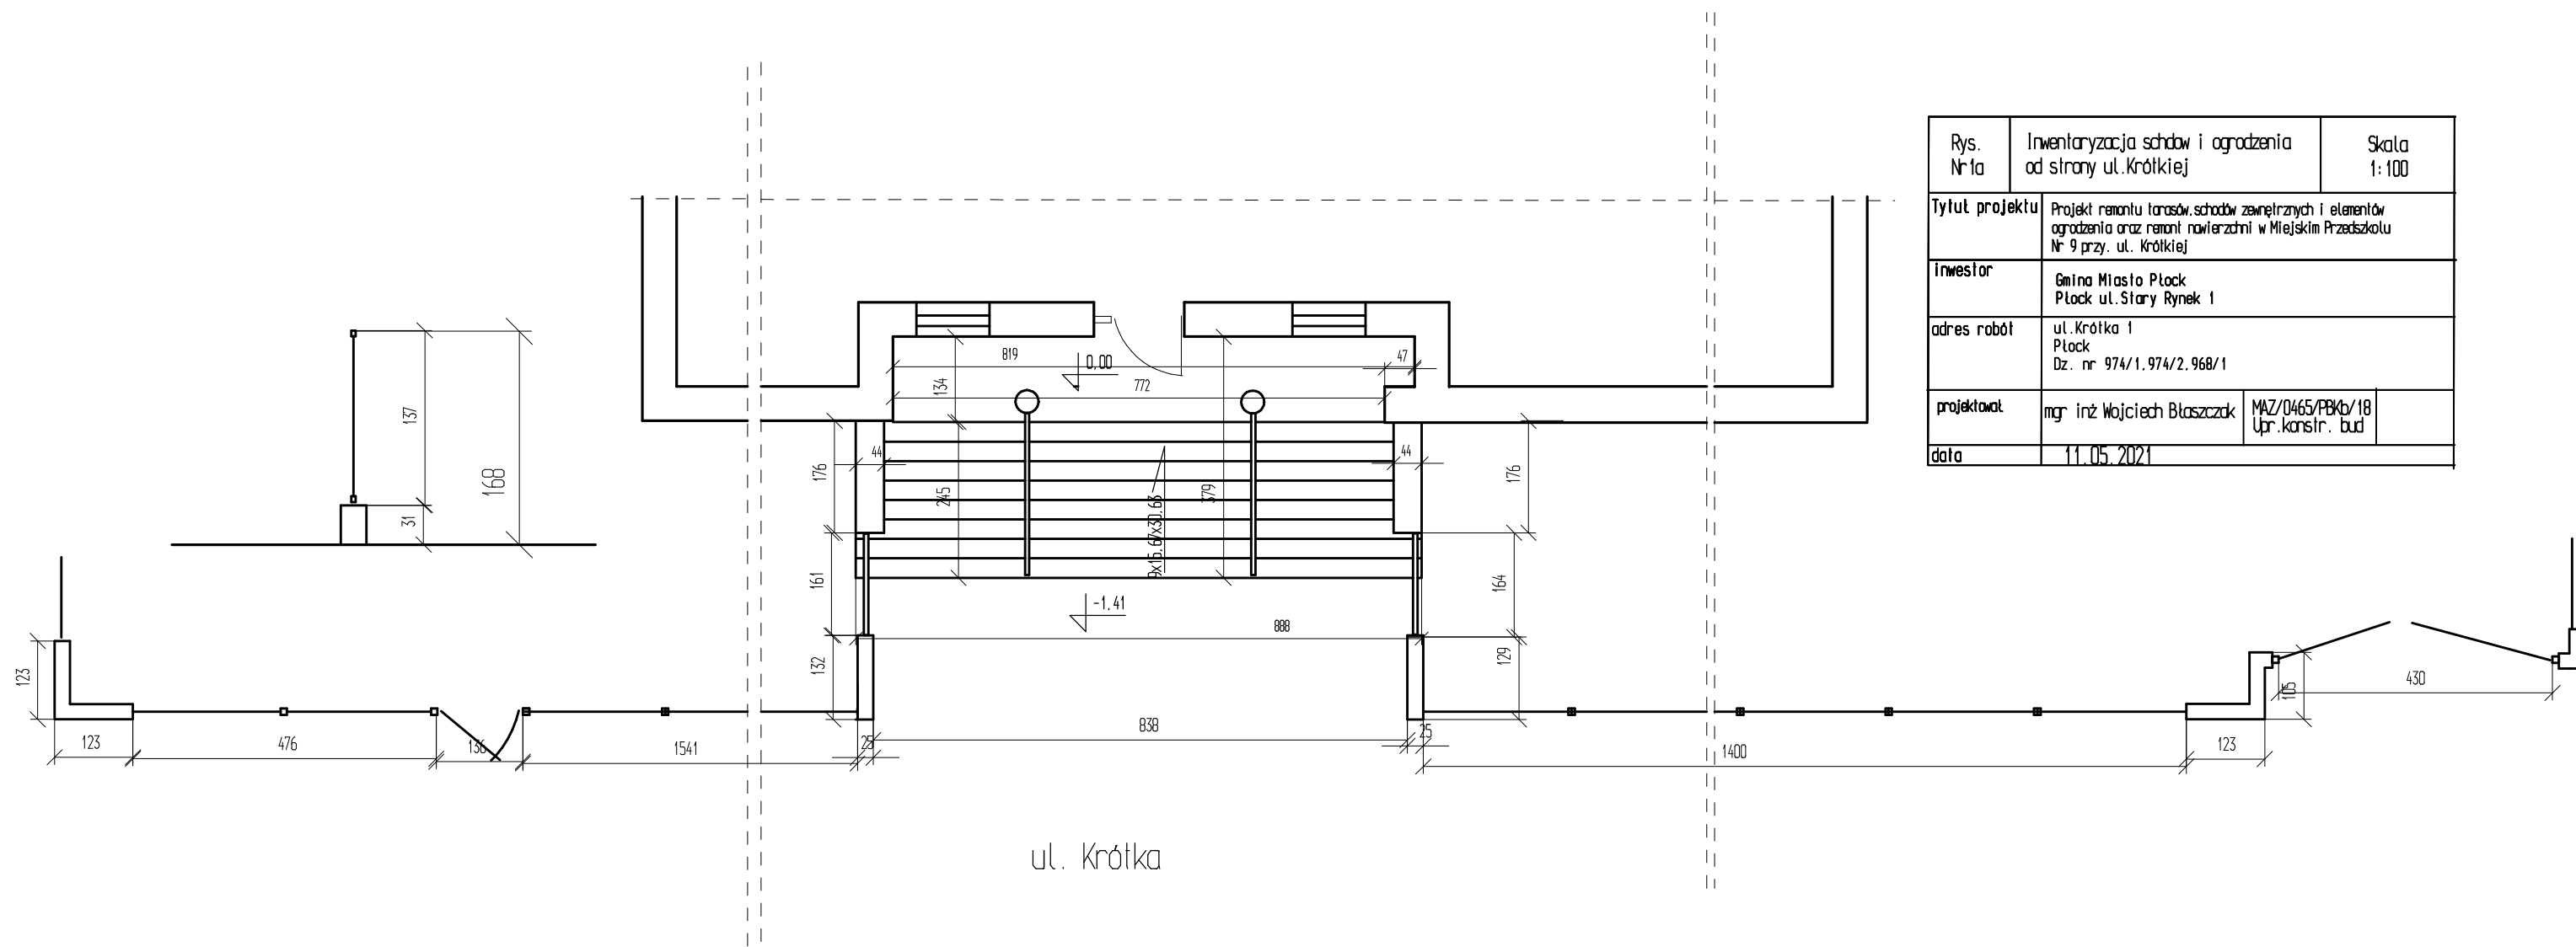 Rys.
Nr1a
Inwentaryzacja schdow i ogrodzenia
od strony ul.Krótkiej
Skala
1:100
Tytuł projektu
Projekt remontu tarasów.schodów zewnętrznych i elementów
ogrodzenia oraz remont nawierzchni w Miejskim Przedszkolu
Nr 9 przy. ul. Krótkiej
inwestor
Gmina Miasto Płock
Płock ul.Stary Rynek 1
adres robót
ul.Krótka 1
Płock
Dz. nr 974/1,974/2,968/1
projektował
mgr inż Wojciech Błaszczak
MAZ/0465/PBKb/18
Upr.konstr. bud
data
11.05.2021
819
0,00
47
134
772
137
168
31
176
44
44
176
245
9x15.67x30,63
379
161
-1,41
164
888
123
132
129
123
476
136
1541
25
838
25
1400
123
105
430
ul. Krótka